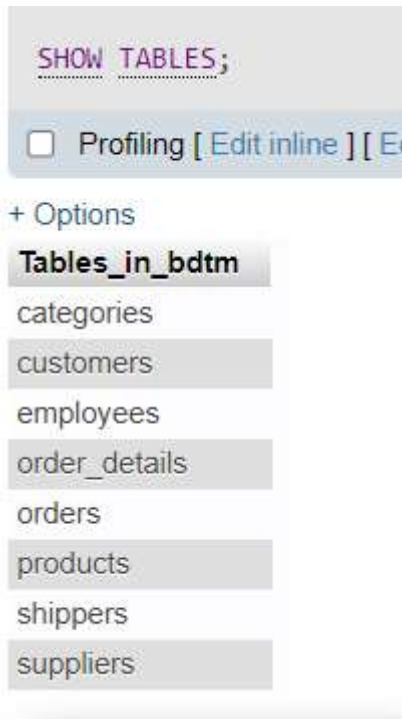 SHOW TABLES;
Profiling [ Edit inline ] [
+ Options
Tables_in_bdtm
categories
customers
employees
order_details
orders
products
shippers
suppliers